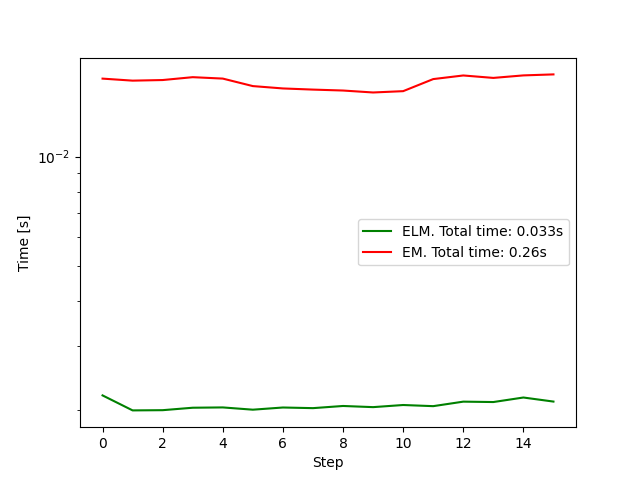 10⁻²
Time [s]
ELM. Total time: 0.033s
EM. Total time: 0.26s
0 2 4 6 8 10 12 14
Step